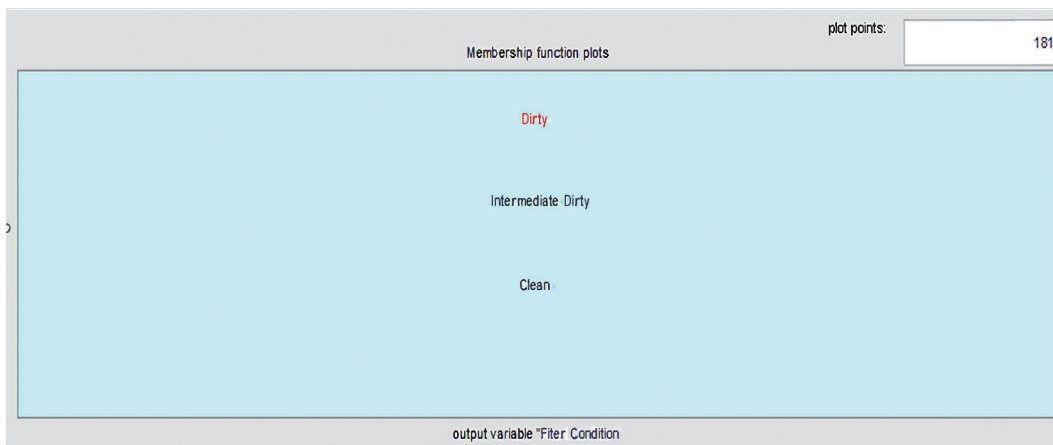 plot points:
181
Membership function plots
Dirty
Intermediate Dirty
Clean
output variable "Fiter Condition